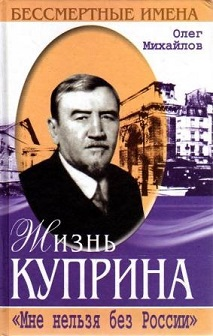 БЕССМЕРТНЫЕ ИМЕНА
Олег
Михайлов
Жизнь
КУПРИНА
«Мне нельзя без России»